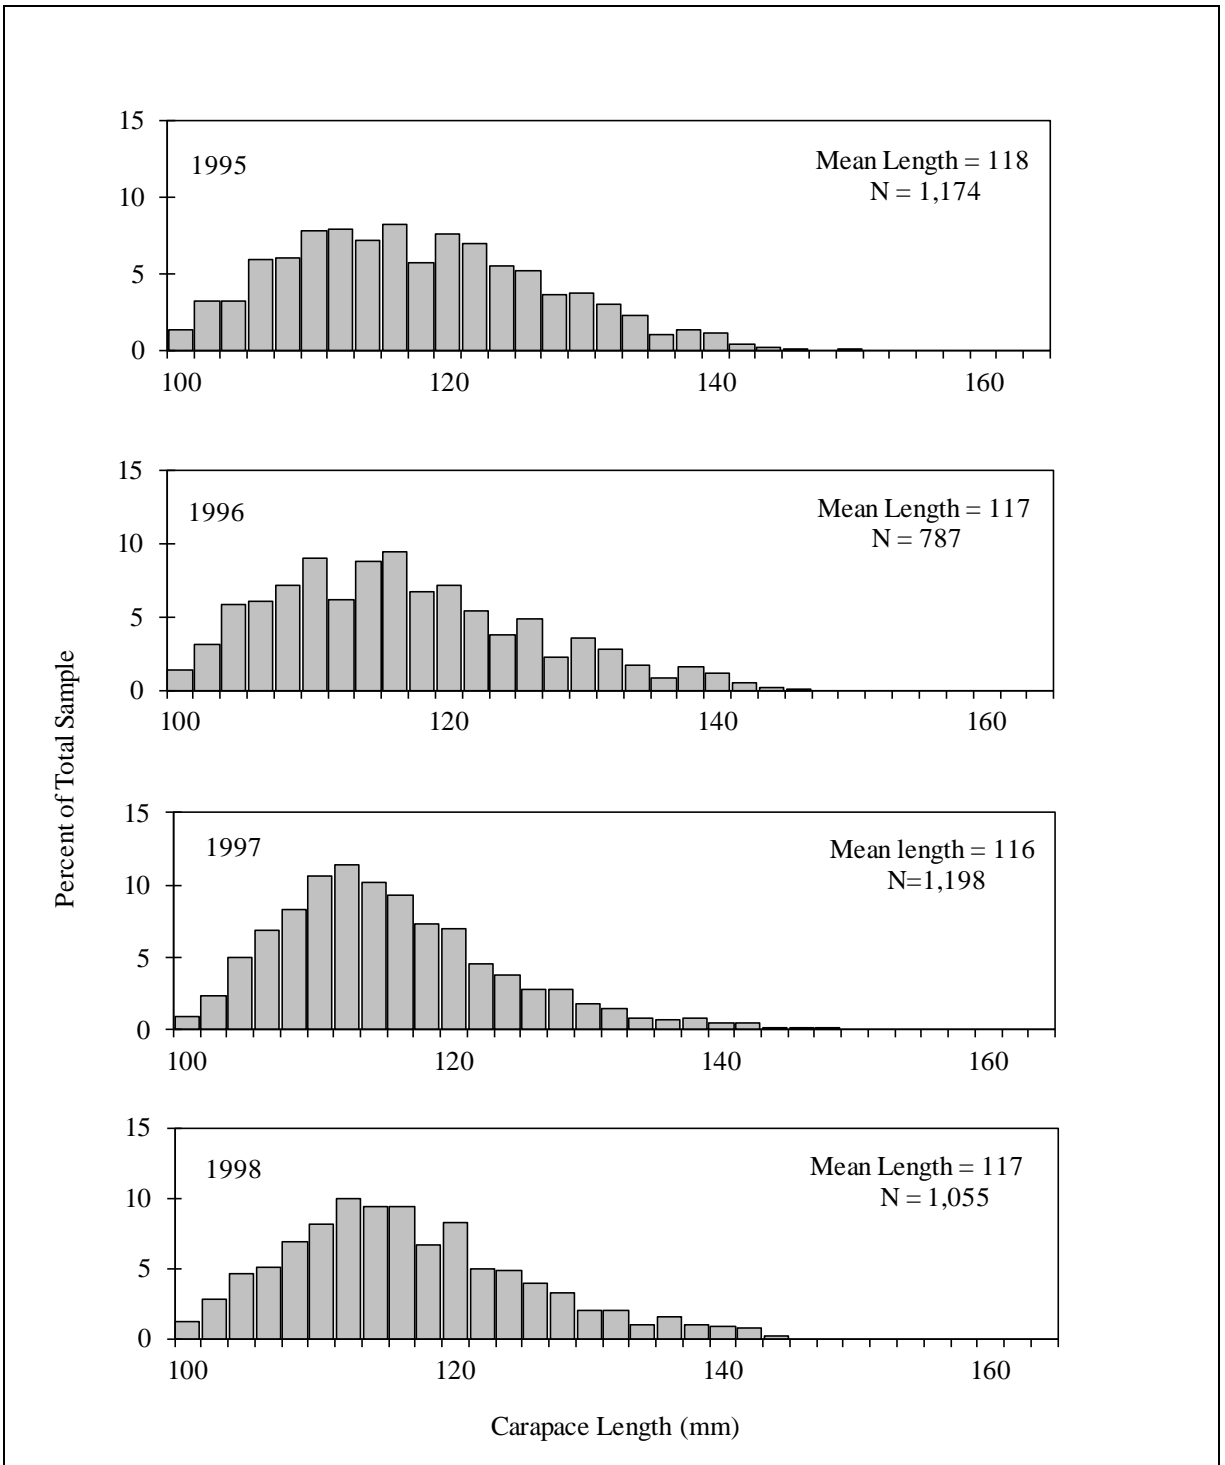 15
1995
Mean Length = 118
N = 1,174
10
5
0
100 120 140 160
15
1996
Mean Length = 117
N = 787
10
5
0
100 120 140 160
Percent of Total Sample
15
1997
Mean length = 116
N=1,198
10
5
0
100 120 140 160
15
1998
Mean Length = 117
N = 1,055
10
5
0
100 120 140 160
Carapace Length (mm)